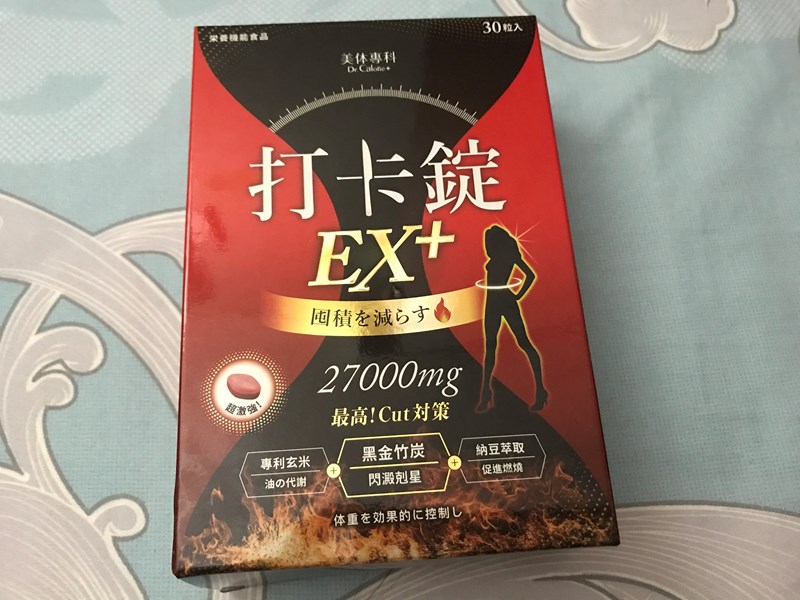 栄養機能食品
30粒入
美体專科
Dr.Calorie+
打卡錠
EX+
囤積を減らす
27000mg
超激強!
最高!Cut対策
專利玄米
油の代謝
+
黑金竹炭
閃澱剋星
+
納豆萃取
促進燃燒
体重を効果的に控制し